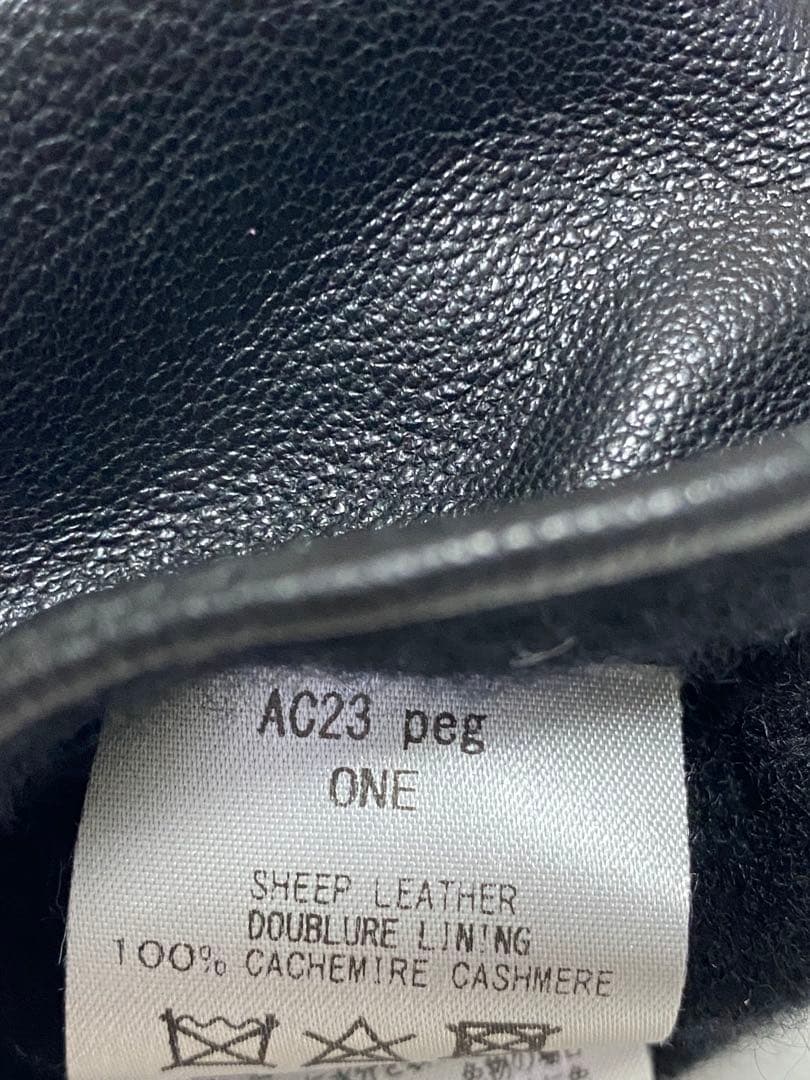 AC23 peg
ONE
SHEEP LEATHER
DOUBLURE LINING
100% CACHEMIRE CASHMERE